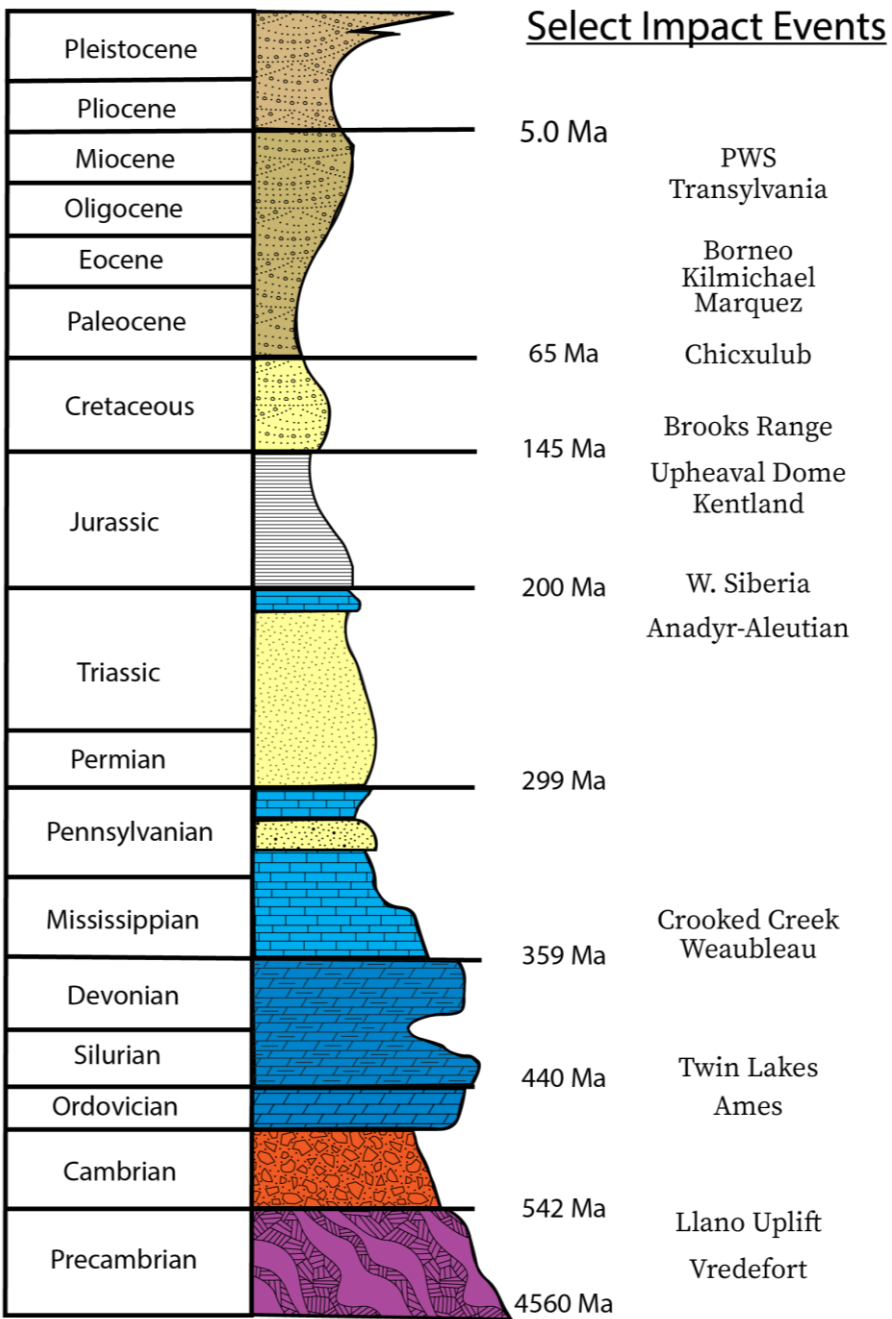 Select Impact Events
Pleistocene
Pliocene
5.0 Ma
Miocene
PWS
Transylvania
Oligocene
Eocene
Borneo
Kilmichael
Marquez
Paleocene
65 Ma
Chicxulub
Cretaceous
Brooks Range
145 Ma
Upheaval Dome
Kentland
Jurassic
200 Ma
W. Siberia
Anadyr-Aleutian
Triassic
Permian
299 Ma
Pennsylvanian
Mississippian
Crooked Creek
Weaubleau
359 Ma
Devonian
Silurian
440 Ma
Twin Lakes
Ordovician
Ames
Cambrian
542 Ma
Llano Uplift
Precambrian
Vredefort
4560 Ma